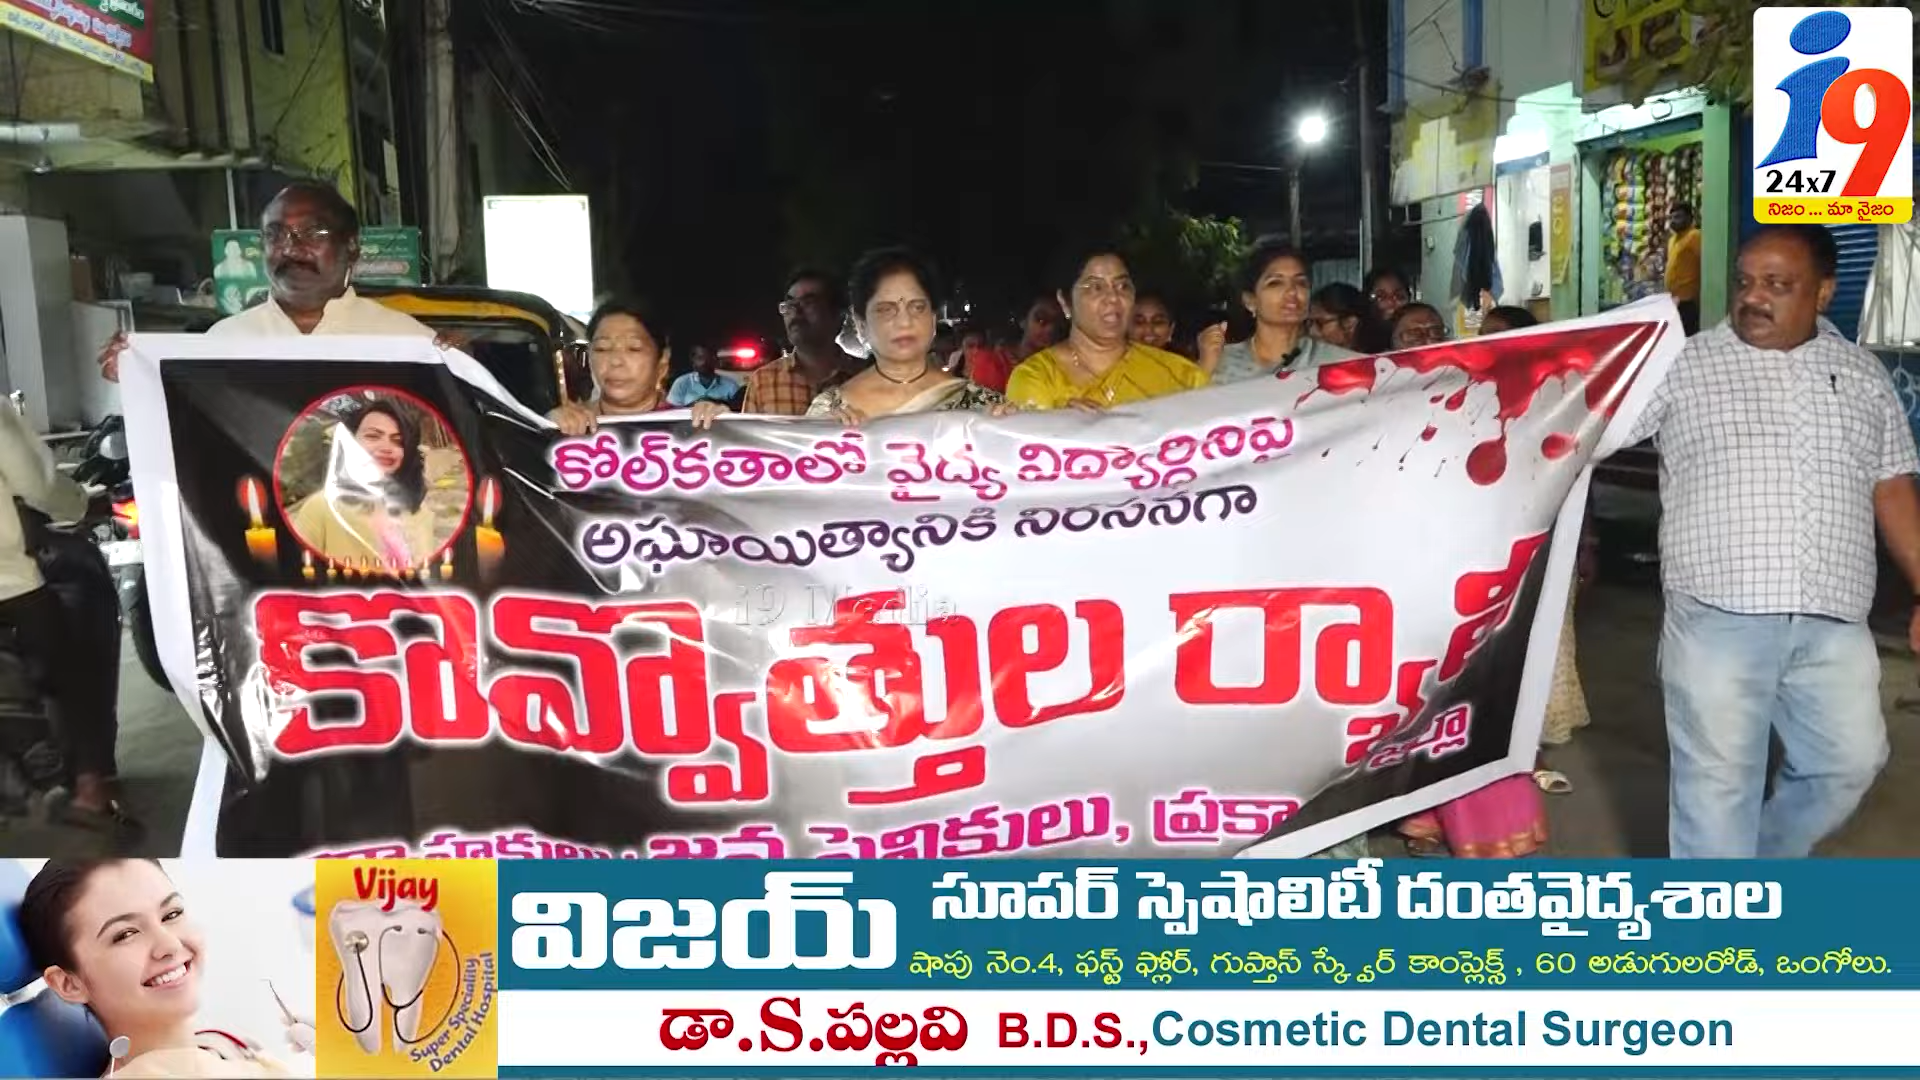 i9
24x7
నిజం... మా నైజం
కోల్‌కతాలో వైద్య విద్యార్థినిపై
అఘాయిత్యానికి నిరసనగా
కొవ్వొత్తుల ర్యాలీ
జిల్లా
జన సైనికులు,
i9 Media
Vijay
Super Speciality
Dental Hospital
విజయ్ సూపర్ స్పెషాలిటీ దంతవైద్యశాల
షాపు నెం.4, ఫస్ట్ ఫ్లోర్, గుప్తాస్ స్క్వేర్ కాంప్లెక్స్, 60 అడుగులరోడ్, ఒంగోలు.
డా.S.పల్లవి B.D.S.,Cosmetic Dental Surgeon